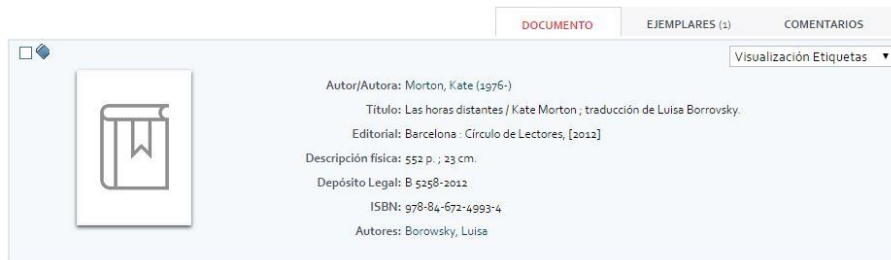 DOCUMENTO EJEMPLARES (1) COMENTARIOS
Visualización Etiquetas
Autor/Autora: Morton, Kate (1976-)
Título: Las horas distantes / Kate Morton ; traducción de Luisa Borrovsky.
Editorial: Barcelona : Círculo de Lectores, [2012]
Descripción física: 552 p. ; 23 cm.
Depósito Legal: B 5258-2012
ISBN: 978-84-672-4993-4
Autores: Borowsky, Luisa